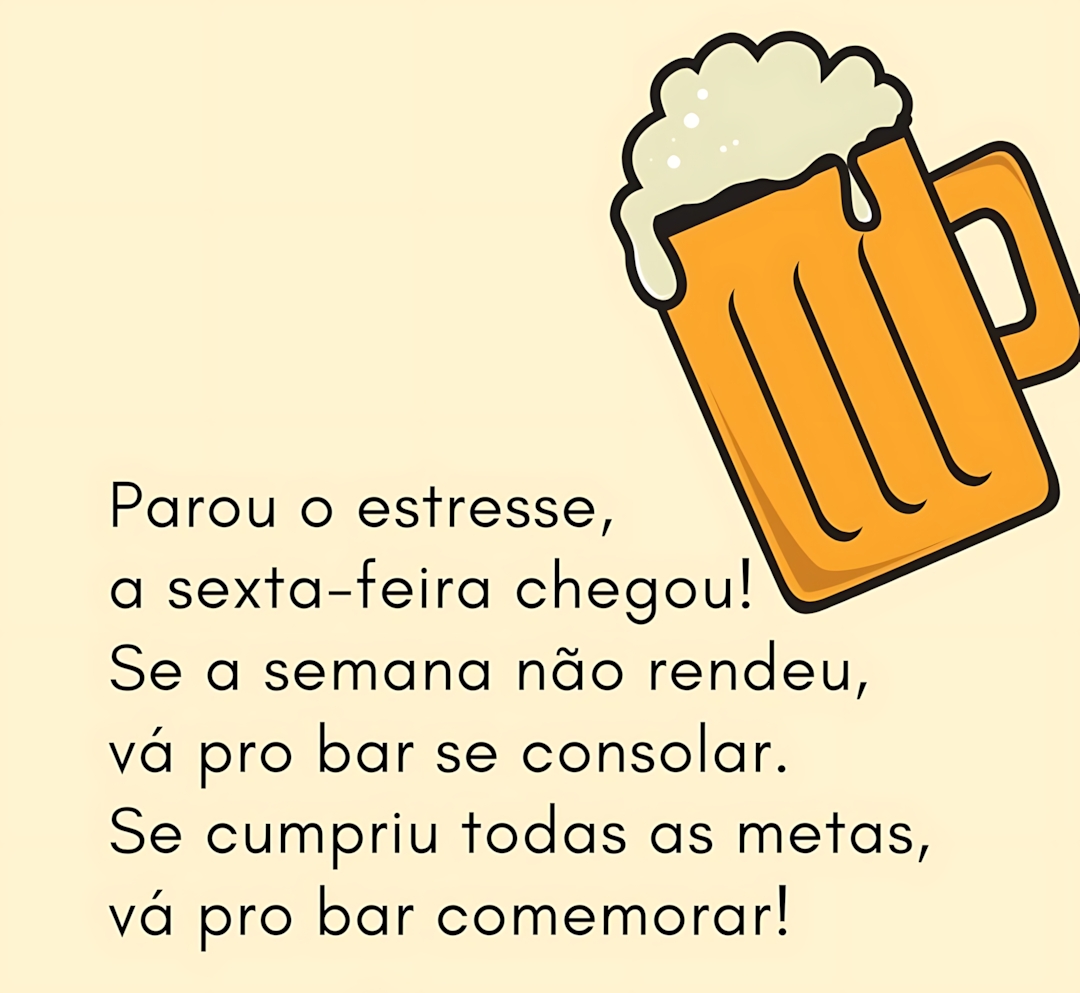 Parou o estresse,
a sexta-feira chegou!
Se a semana não rendeu,
vá pro bar se consolar.
Se cumpriu todas as metas,
vá pro bar comemorar!